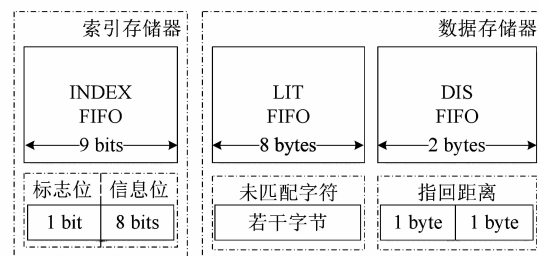 索引存储器
数据存储器
INDEX
FIFO
9 bits
LIT
FIFO
8 bytes
DIS
FIFO
2 bytes
标志位 信息位
1 bit 8 bits
未匹配字符
若干字节
指回距离
1 byte 1 byte